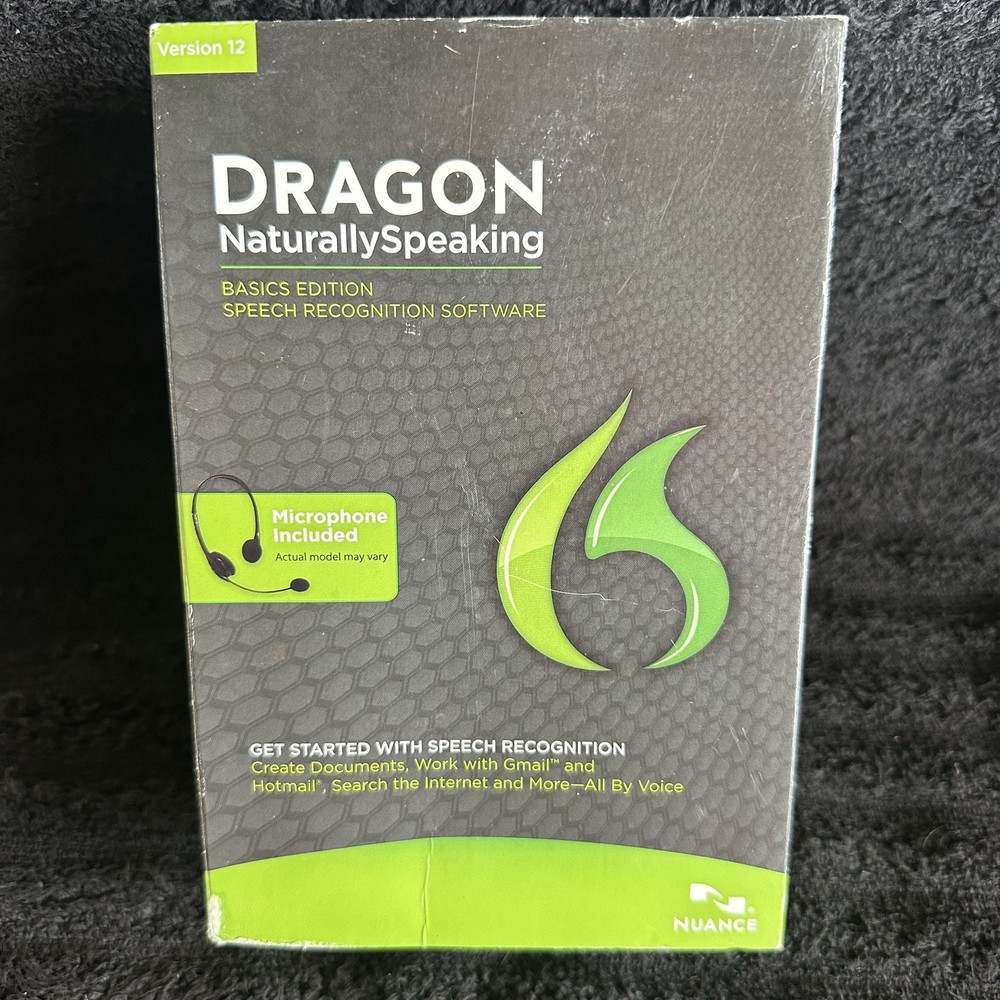 Version 12
DRAGON
NaturallySpeaking
BASICS EDITION
SPEECH RECOGNITION SOFTWARE
Microphone
Included
Actual model may vary
GET STARTED WITH SPEECH RECOGNITION
Create Documents, Work with Gmail™ and
Hotmail®, Search the Internet and More—All By Voice
NUANCE